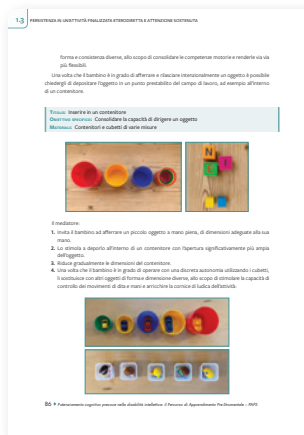 1.3 PERSISTENZA IN UN'ATTIVITÀ FINALIZZATA ETERODIRETTA E ATTENZIONE SOSTENUTA
forma e consistenza diverse, allo scopo di consolidare le competenze motorie e renderle via via
più flessibili.
Una volta che il bambino è in grado di afferrare e rilasciare intenzionalmente un oggetto è possibile
chiedergli di depositare l'oggetto in un punto prestabilito del campo di lavoro, ad esempio all'interno
di un contenitore.
TITOLO: Inserire in un contenitore
OBIETTIVO SPECIFICO: Consolidare la capacità di dirigere un oggetto
MATERIALE: Contenitori e cubetti di varie misure
N
Il mediatore:
1. Invita il bambino ad afferrare un piccolo oggetto a mano piena, di dimensioni adeguate alla sua
mano.
2. Lo stimola a deporlo all'interno di un contenitore con l'apertura significativamente più ampia
dell'oggetto.
3. Riduce gradualmente le dimensioni del contenitore.
4. Una volta che il bambino è in grado di operare con una discreta autonomia utilizzando i cubetti,
li sostituisce con altri oggetti di forma e dimensione diverse, allo scopo di stimolare la capacità di
controllo dei movimenti di dita e mani e arricchire la cornice di ludica dell'attività.
86 • Potenziamento cognitivo precoce nella disabilità intellettiva: il Percorso di Apprendimento Pre-Strumentale – PAPS